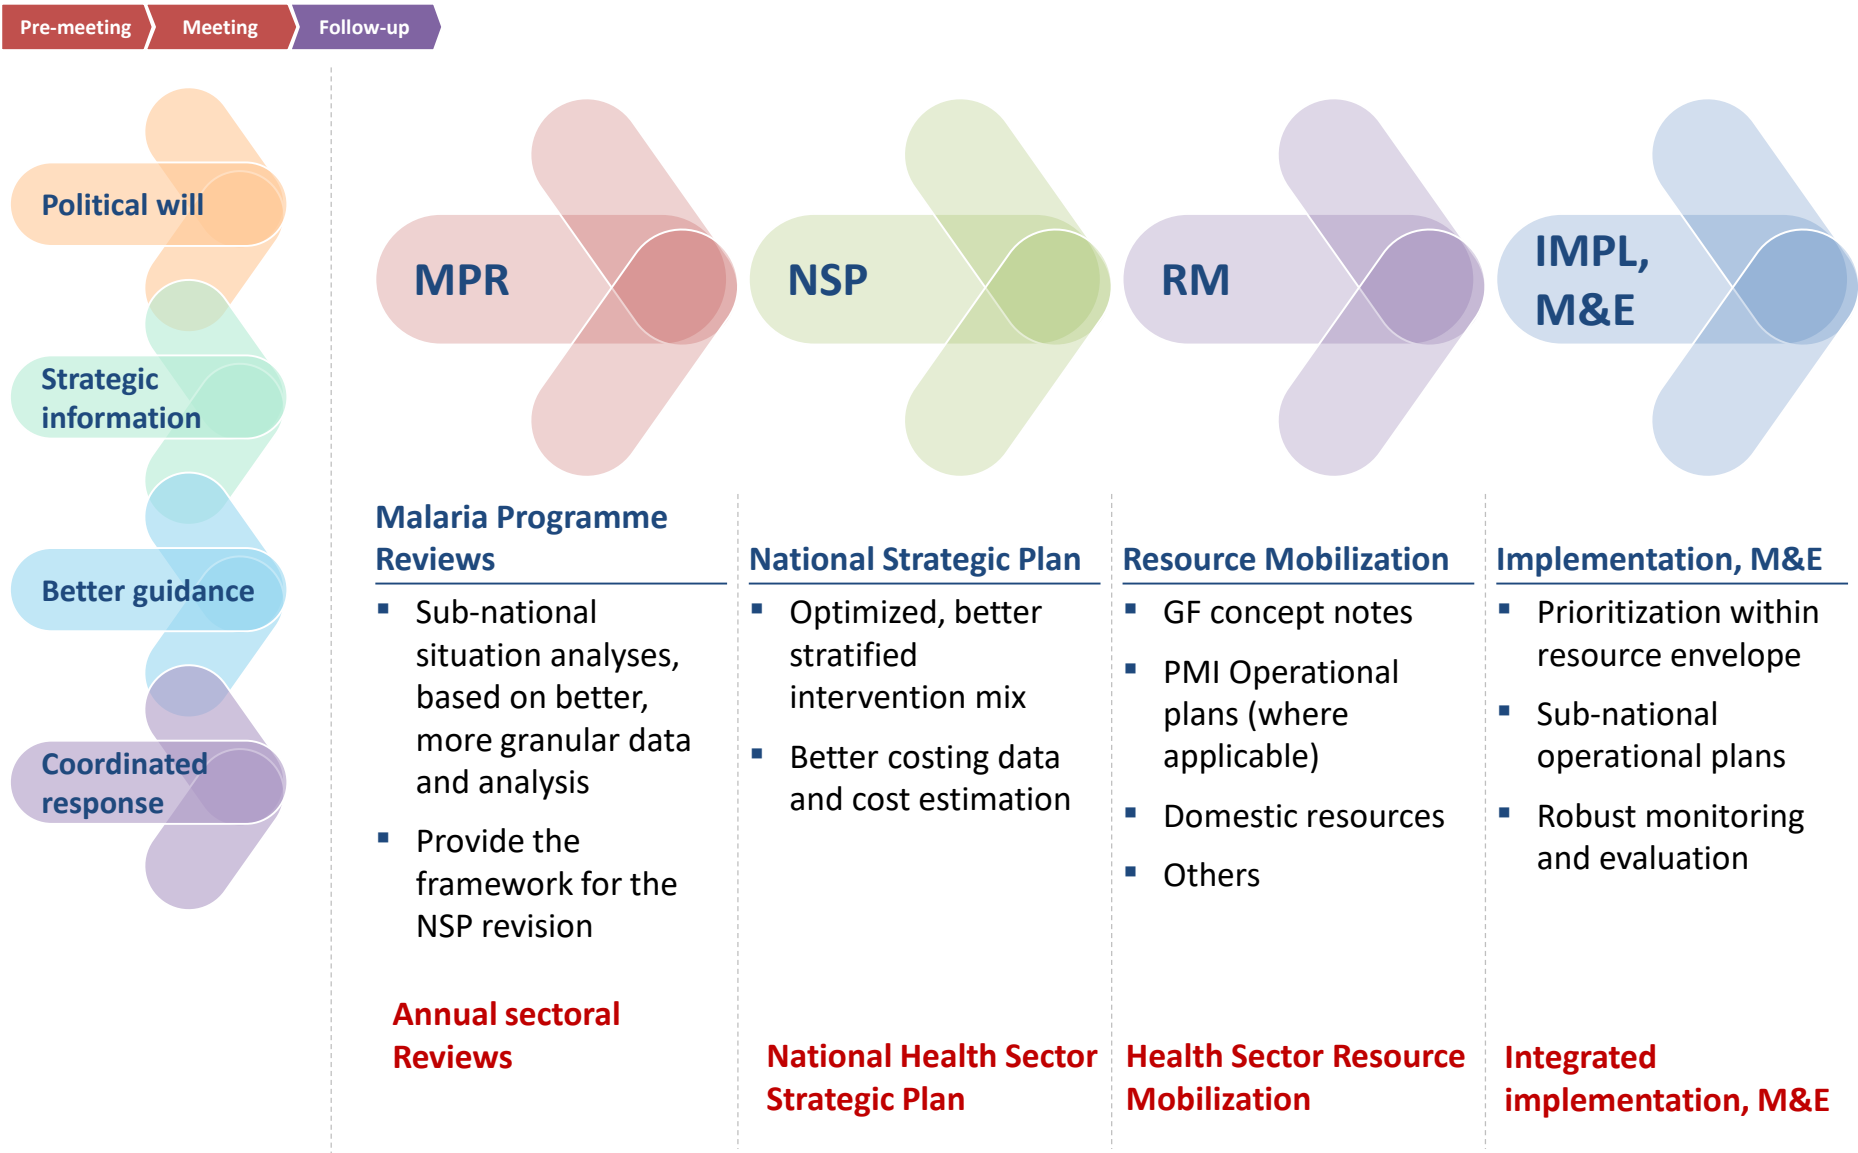 Pre-meeting
Meeting
Follow-up
Political will
Strategic
information
Better guidance
Coordinated
response
MPR
NSP
RM
IMPL,
M&E
Malaria Programme
Reviews
▪ Sub-national
situation analyses,
based on better,
more granular data
and analysis
▪ Provide the
framework for the
NSP revision
Annual sectoral
Reviews
National Strategic Plan
▪ Optimized, better
stratified
intervention mix
▪ Better costing data
and cost estimation
National Health Sector
Strategic Plan
Resource Mobilization
▪ GF concept notes
▪ PMI Operational
plans (where
applicable)
▪ Domestic resources
▪ Others
Health Sector Resource
Mobilization
Implementation, M&E
▪ Prioritization within
resource envelope
▪ Sub-national
operational plans
▪ Robust monitoring
and evaluation
Integrated
implementation, M&E